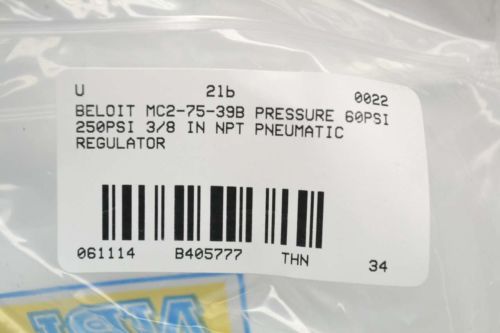 U 21b 0022
BELOIT MC2-75-39B PRESSURE 60PSI
250PSI 3/8 IN NPT PNEUMATIC
REGULATOR
061114 B405777 THN 34